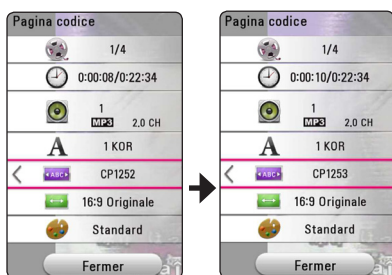 Pagina codice
1/4
0:00:08/0:22:34
1
MP3 2,0 CH
A 1 KOR
ABC CP1252
16:9 Originale
Standard
Fermer
Pagina codice
1/4
0:00:10/0:22:34
1
MP3 2,0 CH
A 1 KOR
ABC CP1253
16:9 Originale
Standard
Fermer